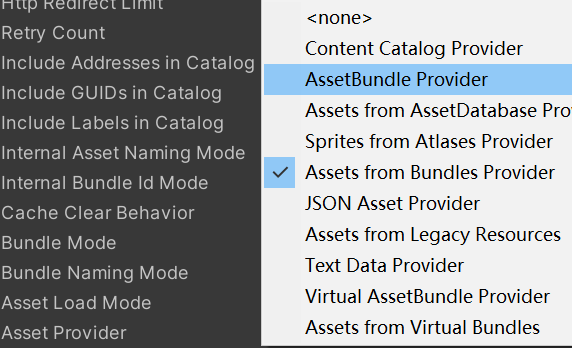 Http Redirect Limit
Retry Count
Include Addresses in Catalog
Include GUIDs in Catalog
Include Labels in Catalog
Internal Asset Naming Mode
Internal Bundle Id Mode
Cache Clear Behavior
Bundle Mode
Bundle Naming Mode
Asset Load Mode
Asset Provider
<none>
Content Catalog Provider
AssetBundle Provider
Assets from AssetDatabase Pro
Sprites from Atlases Provider
Assets from Bundles Provider
JSON Asset Provider
Assets from Legacy Resources
Text Data Provider
Virtual AssetBundle Provider
Assets from Virtual Bundles